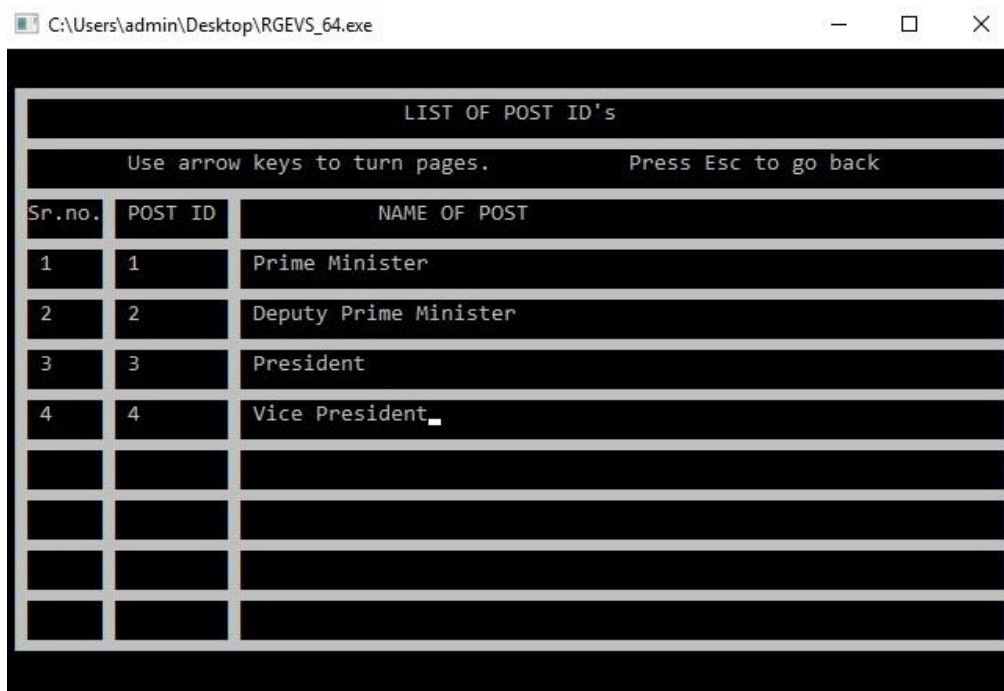 C:\Users\admin\Desktop\RGEVS_64.exe
LIST OF POST ID's
Use arrow keys to turn pages. Press Esc to go back
Sr.no. POST ID NAME OF POST
1 1 Prime Minister
2 2 Deputy Prime Minister
3 3 President
4 4 Vice President